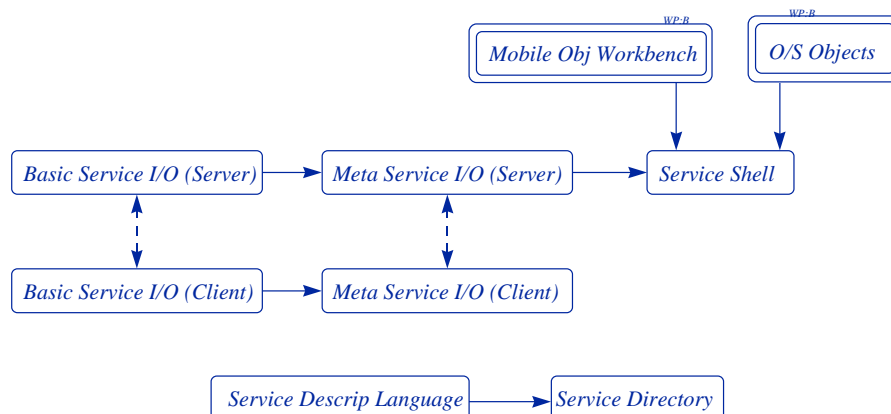 WP-B
WP-B
Mobile Obj Workbench
O/S Objects
Basic Service I/O (Server)
Meta Service I/O (Server)
Service Shell
Basic Service I/O (Client)
Meta Service I/O (Client)
Service Descrip Language
Service Directory